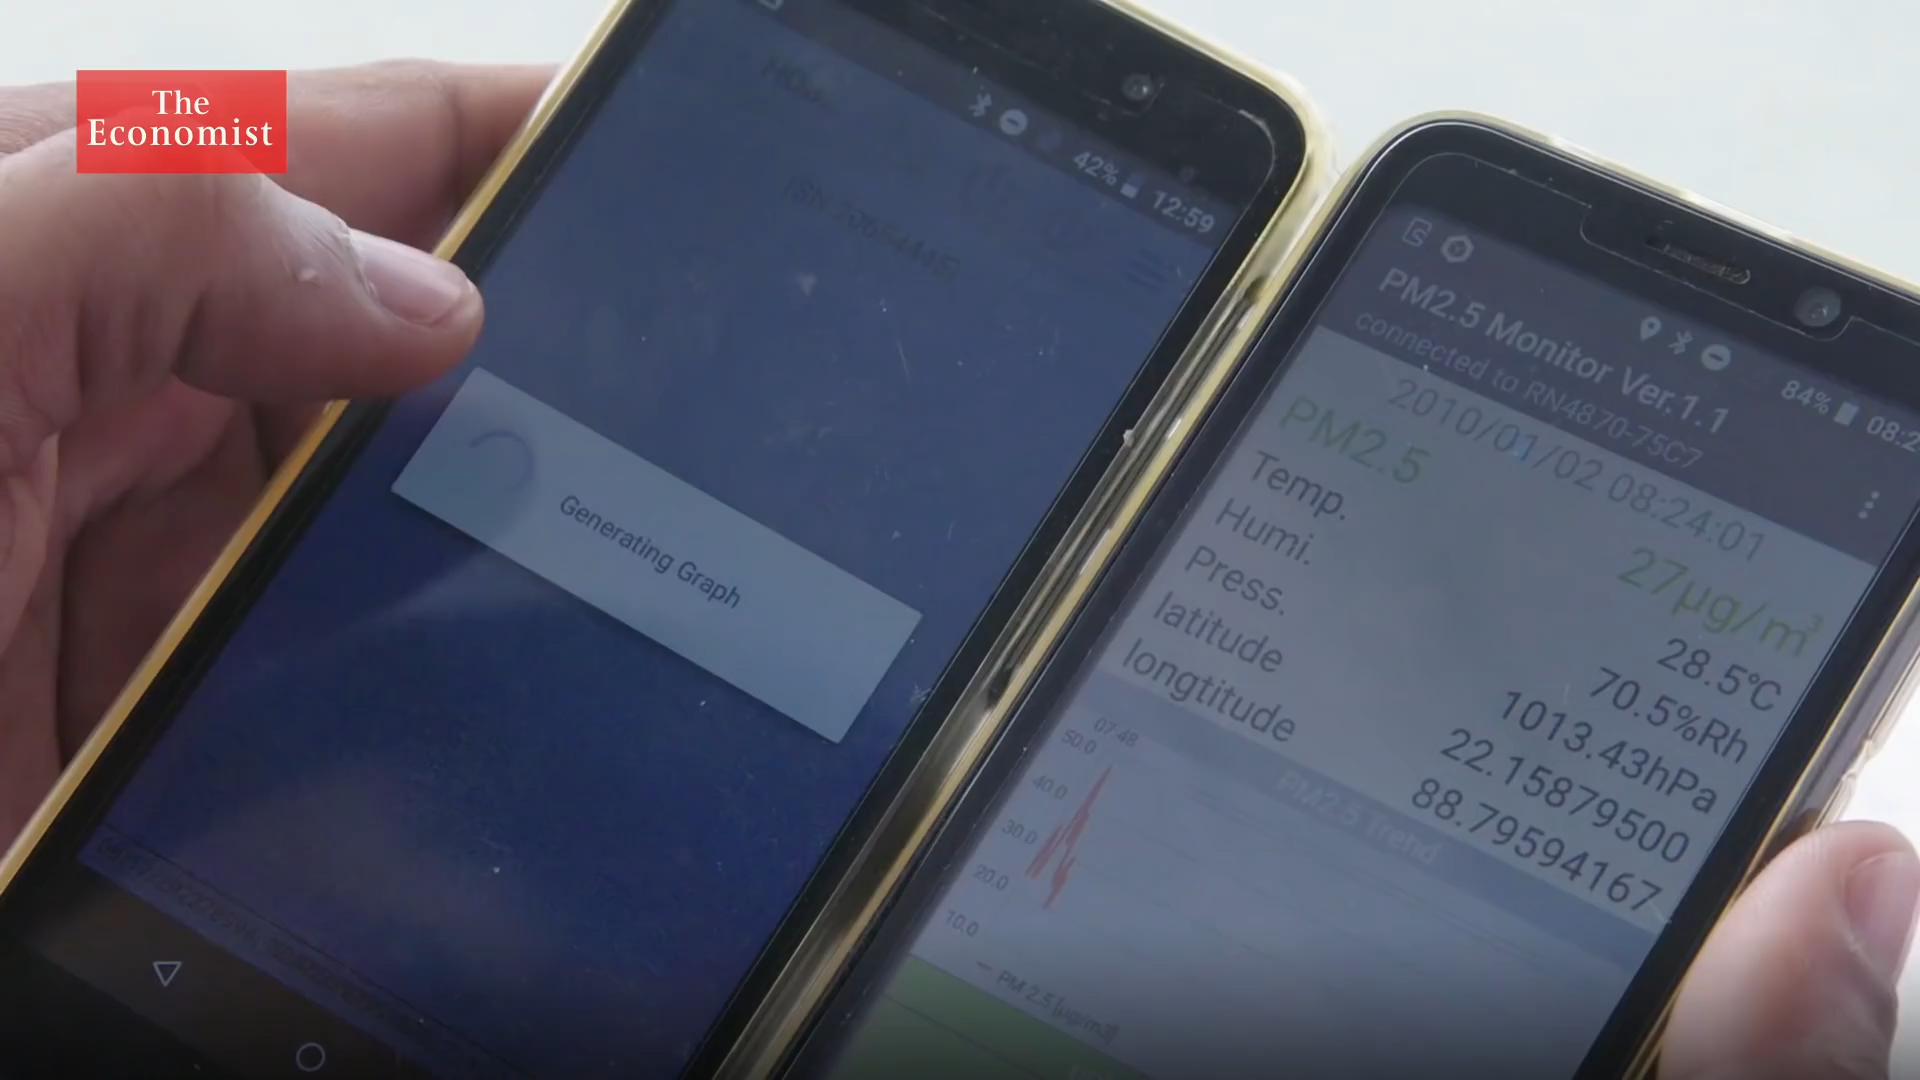 The
Economist
42% 12:59
Generating Graph
84%
PM2.5 Monitor Ver.1.1
connected to RN4870-75C7
2010/01/02 08:24:01
PM2.5 27µg/m³
Temp. 28.5°C
Humi. 70.5%Rh
Press. 1013.43hPa
latitude 22.15879500
longtitude 88.79594167
PM2.5 Trend
07:48
50.0
40.0
30.0
20.0
10.0
PM 2.5 [µg/m3]